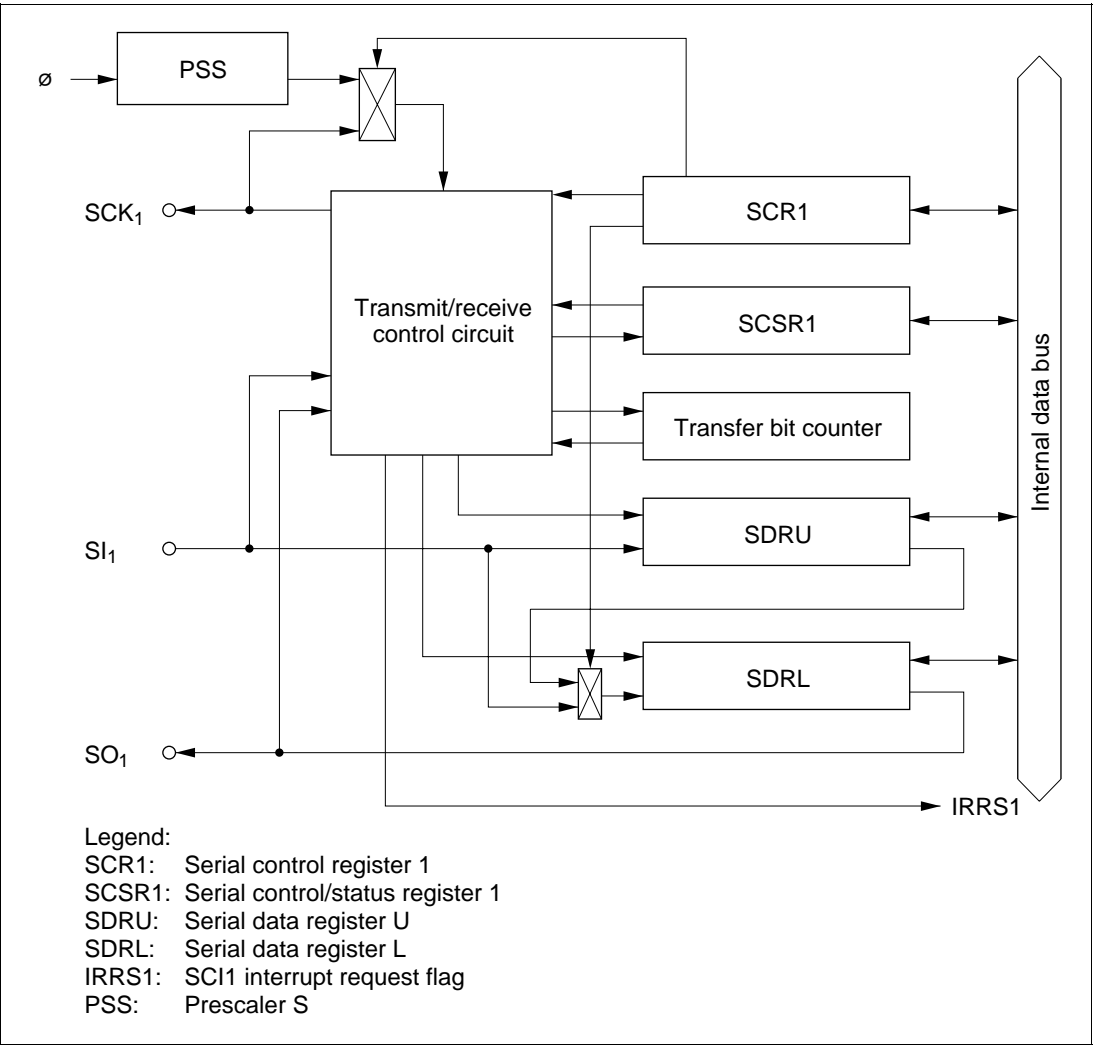 PSS
ø
SCR1
SCK1
Transmit/receive
control circuit
SCSR1
Transfer bit counter
Internal data bus
SDRU
SI1
SDRL
SO1
IRRS1
Legend:
SCR1: Serial control register 1
SCSR1: Serial control/status register 1
SDRU: Serial data register U
SDRL: Serial data register L
IRRS1: SCI1 interrupt request flag
PSS: Prescaler S